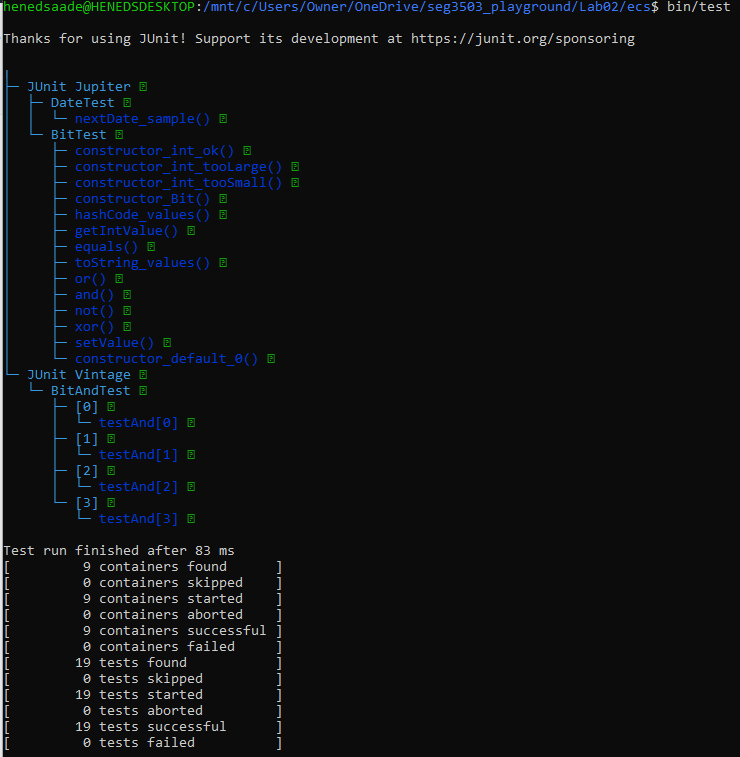 henedsaade@HENEDSDESKTOP:/mnt/c/Users/Owner/OneDrive/seg3503_playground/Lab02/ecs$ bin/test
Thanks for using JUnit! Support its development at https://junit.org/sponsoring
╷
├─ JUnit Jupiter ⍰
│  ├─ DateTest ⍰
│  │  └─ nextDate_sample() ⍰
│  └─ BitTest ⍰
│     ├─ constructor_int_ok() ⍰
│     ├─ constructor_int_tooLarge() ⍰
│     ├─ constructor_int_tooSmall() ⍰
│     ├─ constructor_Bit() ⍰
│     ├─ hashCode_values() ⍰
│     ├─ getIntValue() ⍰
│     ├─ equals() ⍰
│     ├─ toString_values() ⍰
│     ├─ or() ⍰
│     ├─ and() ⍰
│     ├─ not() ⍰
│     ├─ xor() ⍰
│     ├─ setValue() ⍰
│     └─ constructor_default_0() ⍰
└─ JUnit Vintage ⍰
   └─ BitAndTest ⍰
      ├─ [0] ⍰
      │  └─ testAnd[0] ⍰
      ├─ [1] ⍰
      │  └─ testAnd[1] ⍰
      ├─ [2] ⍰
      │  └─ testAnd[2] ⍰
      └─ [3] ⍰
         └─ testAnd[3] ⍰
Test run finished after 83 ms
[         9 containers found      ]
[         0 containers skipped    ]
[         9 containers started    ]
[         0 containers aborted    ]
[         9 containers successful ]
[         0 containers failed     ]
[        19 tests found           ]
[         0 tests skipped         ]
[        19 tests started         ]
[         0 tests aborted         ]
[        19 tests successful      ]
[         0 tests failed          ]